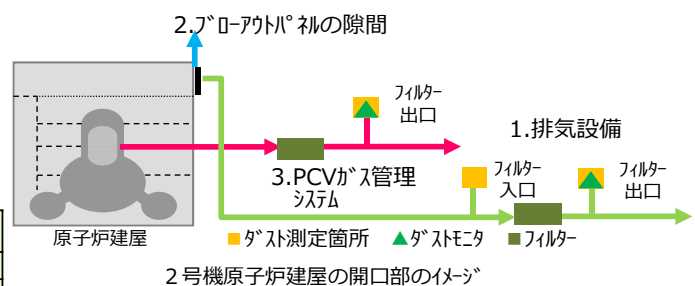 2.ﾌﾞﾛｰｱｳﾄﾊﾟﾈﾙの隙間
ﾌｨﾙﾀｰ
出口
1.排気設備
3.PCVｶﾞｽ管理
ｼｽﾃﾑ
ﾌｨﾙﾀｰ
入口
ﾌｨﾙﾀｰ
出口
原子炉建屋
■ﾀﾞｽﾄ測定箇所 ▲ﾀﾞｽﾄﾓﾆﾀ ■ﾌｨﾙﾀｰ
２号機原子炉建屋の開口部のｲﾒｰｼﾞ